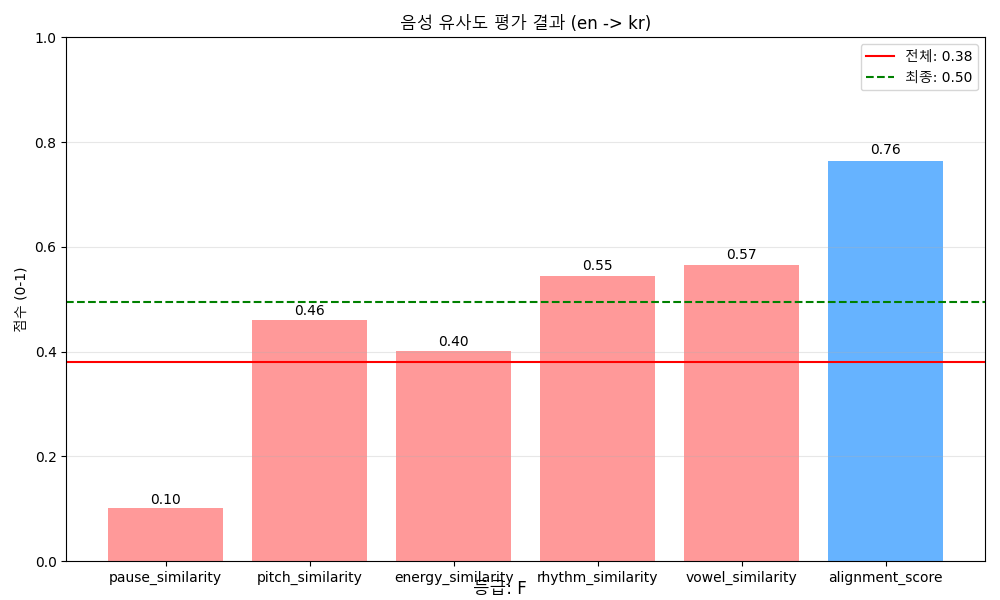 음성 유사도 평가 결과 (en -> kr)
전체: 0.38
최종: 0.50
점수 (0-1)
1.0
0.8
0.6
0.4
0.2
0.0
0.10
0.46
0.40
0.55
0.57
0.76
pause_similarity
pitch_similarity
energy_similarity
rhythm_similarity
vowel_similarity
alignment_score
등급: F